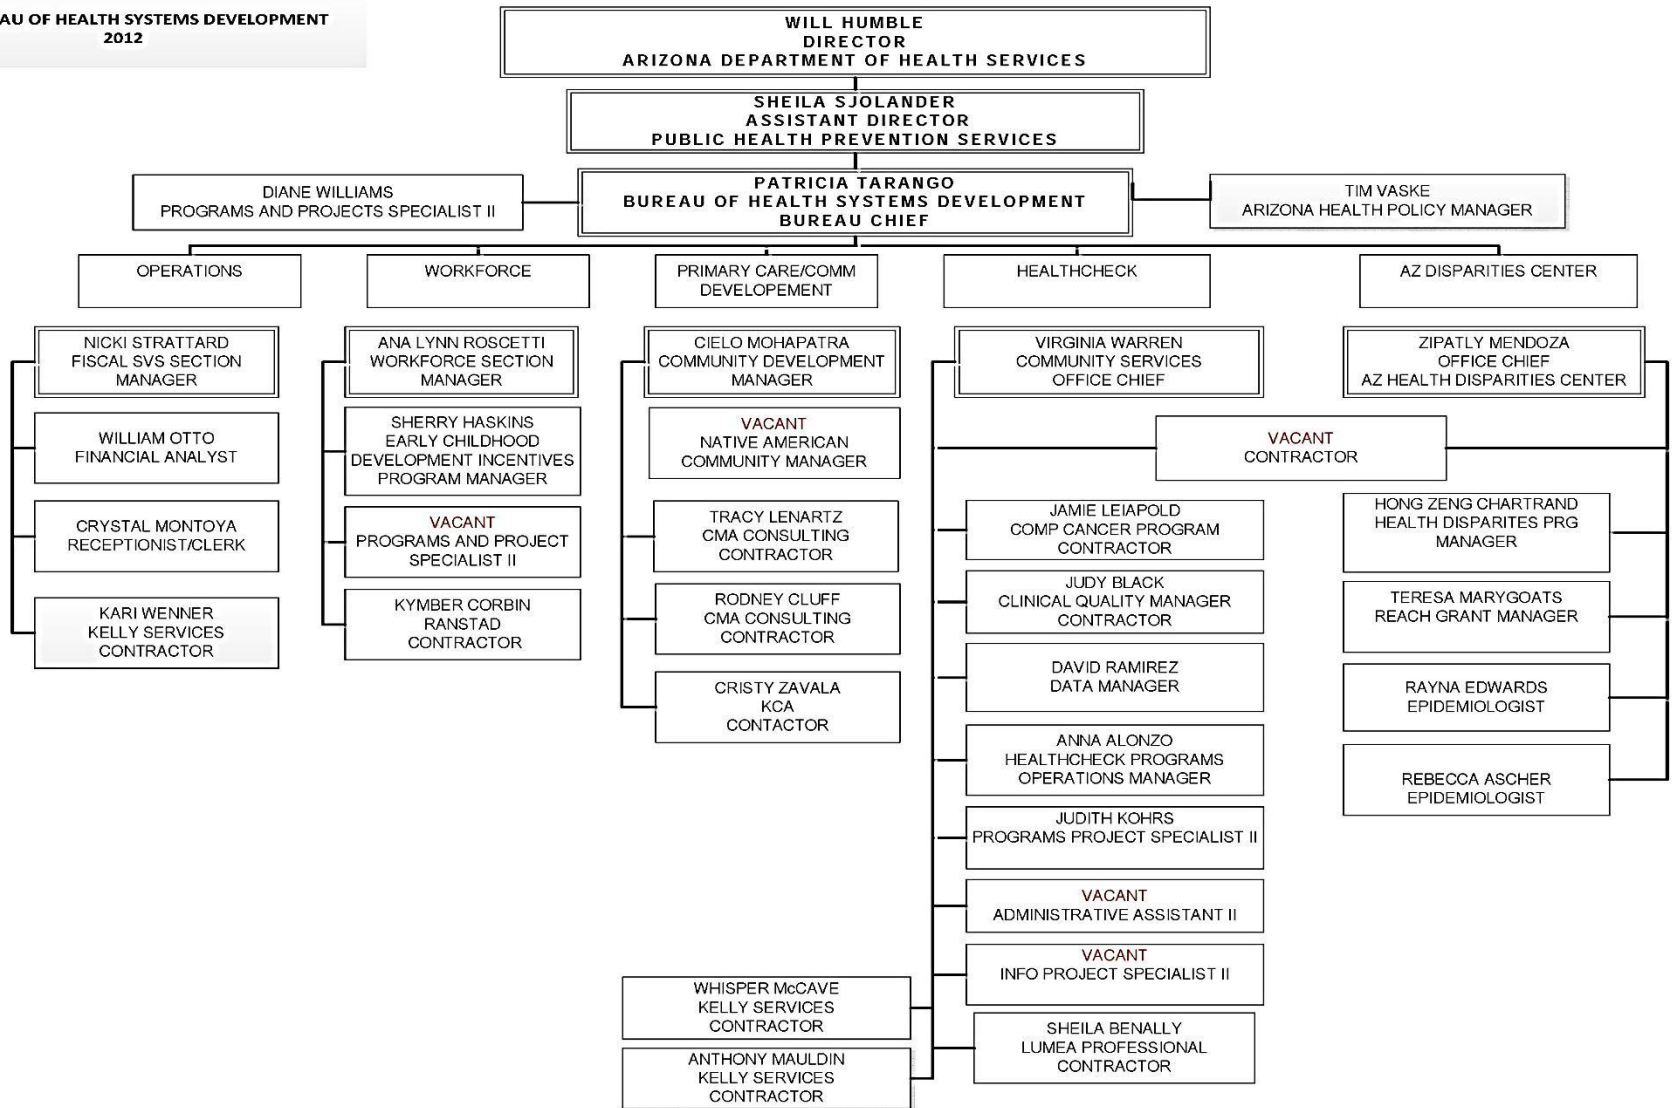 OF HEALTH SYSTEMS DEVELOPMENT
2012
WILL HUMBLE
DIRECTOR
ARIZONA DEPARTMENT OF HEALTH SERVICES
SHEILA SJOLANDER
ASSISTANT DIRECTOR
PUBLIC HEALTH PREVENTION SERVICES
PATRICIA TARANGO
BUREAU OF HEALTH SYSTEMS DEVELOPMENT
BUREAU CHIEF
DIANE WILLIAMS
PROGRAMS AND PROJECTS SPECIALIST II
TIM VASKE
ARIZONA HEALTH POLICY MANAGER
OPERATIONS
WORKFORCE
PRIMARY CARE/COMM
DEVELOPEMENT
HEALTHCHECK
AZ DISPARITIES CENTER
NICKI STRATTARD
FISCAL SVS SECTION
MANAGER
WILLIAM OTTO
FINANCIAL ANALYST
CRYSTAL MONTOYA
RECEPTIONIST/CLERK
KARI WENNER
KELLY SERVICES
CONTRACTOR
ANA LYNN ROSCETTI
WORKFORCE SECTION
MANAGER
SHERRY HASKINS
EARLY CHILDHOOD
DEVELOPMENT INCENTIVES
PROGRAM MANAGER
VACANT
PROGRAMS AND PROJECT
SPECIALIST II
KYMBER CORBIN
RANSTAD
CONTRACTOR
CIELO MOHAPATRA
COMMUNITY DEVELOPMENT
MANAGER
VACANT
NATIVE AMERICAN
COMMUNITY MANAGER
TRACY LENARTZ
CMA CONSULTING
CONTRACTOR
RODNEY CLUFF
CMA CONSULTING
CONTRACTOR
CRISTY ZAVALA
KCA
CONTACTOR
VIRGINIA WARREN
COMMUNITY SERVICES
OFFICE CHIEF
VACANT
CONTRACTOR
JAMIE LEIAPOLD
COMP CANCER PROGRAM
CONTRACTOR
JUDY BLACK
CLINICAL QUALITY MANAGER
CONTRACTOR
DAVID RAMIREZ
DATA MANAGER
ANNA ALONZO
HEALTHCHECK PROGRAMS
OPERATIONS MANAGER
JUDITH KOHRS
PROGRAMS PROJECT SPECIALIST II
VACANT
ADMINISTRATIVE ASSISTANT II
VACANT
INFO PROJECT SPECIALIST II
WHISPER McCAVE
KELLY SERVICES
CONTRACTOR
SHEILA BENALLY
LUMEA PROFESSIONAL
CONTRACTOR
ANTHONY MAULDIN
KELLY SERVICES
CONTRACTOR
ZIPATLY MENDOZA
OFFICE CHIEF
AZ HEALTH DISPARITIES CENTER
HONG ZENG CHARTRAND
HEALTH DISPARITES PRG
MANAGER
TERESA MARYGOATS
REACH GRANT MANAGER
RAYNA EDWARDS
EPIDEMIOLOGIST
REBECCA ASCHER
EPIDEMIOLOGIST